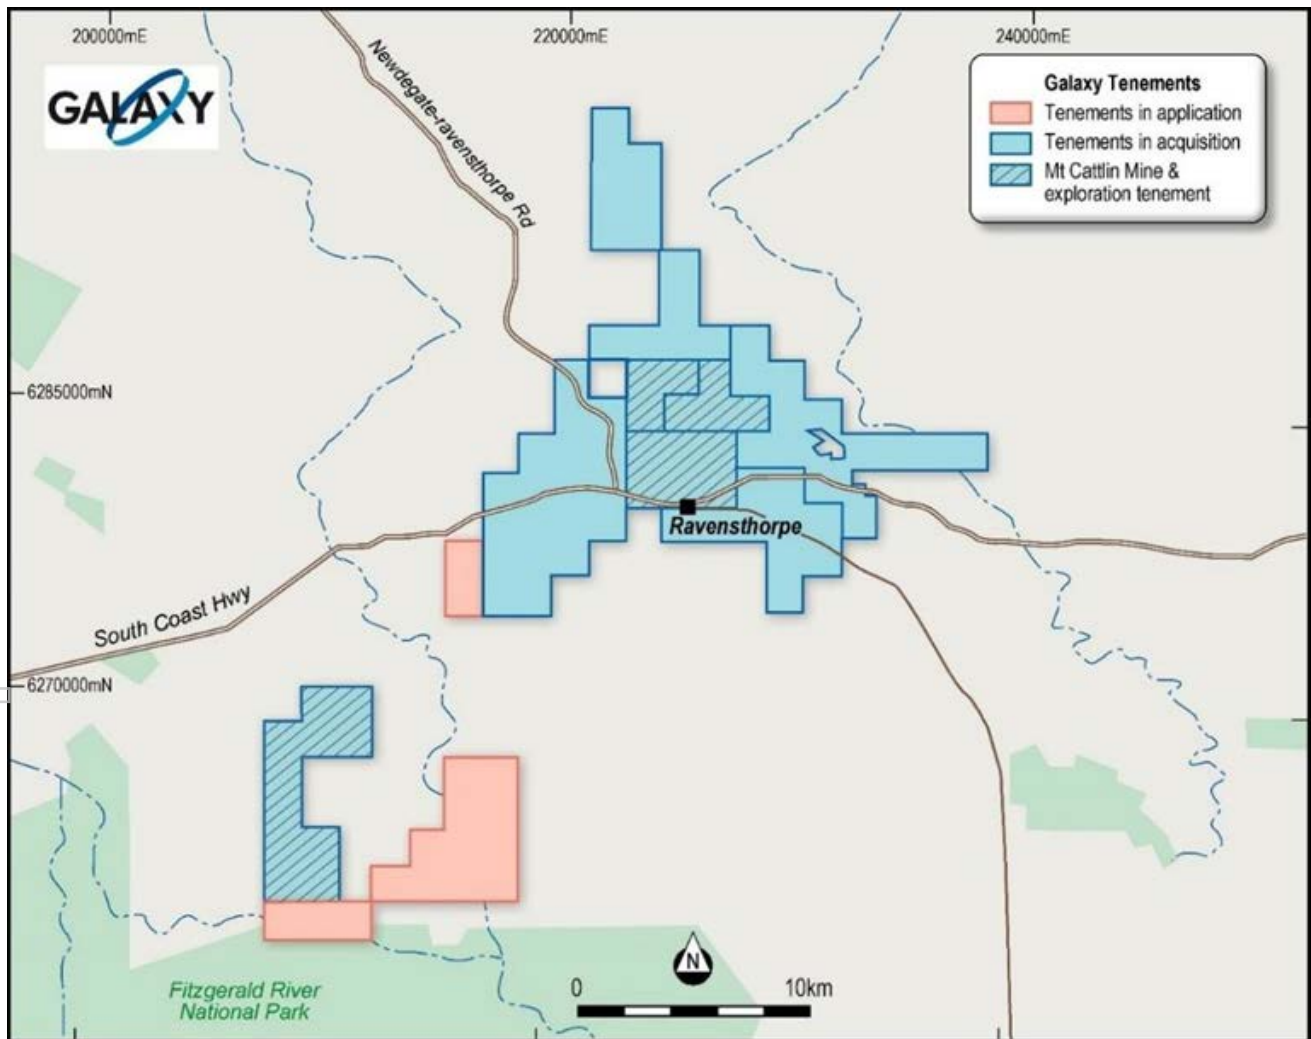 200000mE
220000mE
240000mE
GALAXY
Newdegate-ravensthorpe Rd
Galaxy Tenements
Tenements in application
Tenements in acquisition
Mt Cattlin Mine &
exploration tenement
6285000mN
Ravensthorpe
South Coast Hwy
6270000mN
Fitzgerald River
National Park
N
0
10km